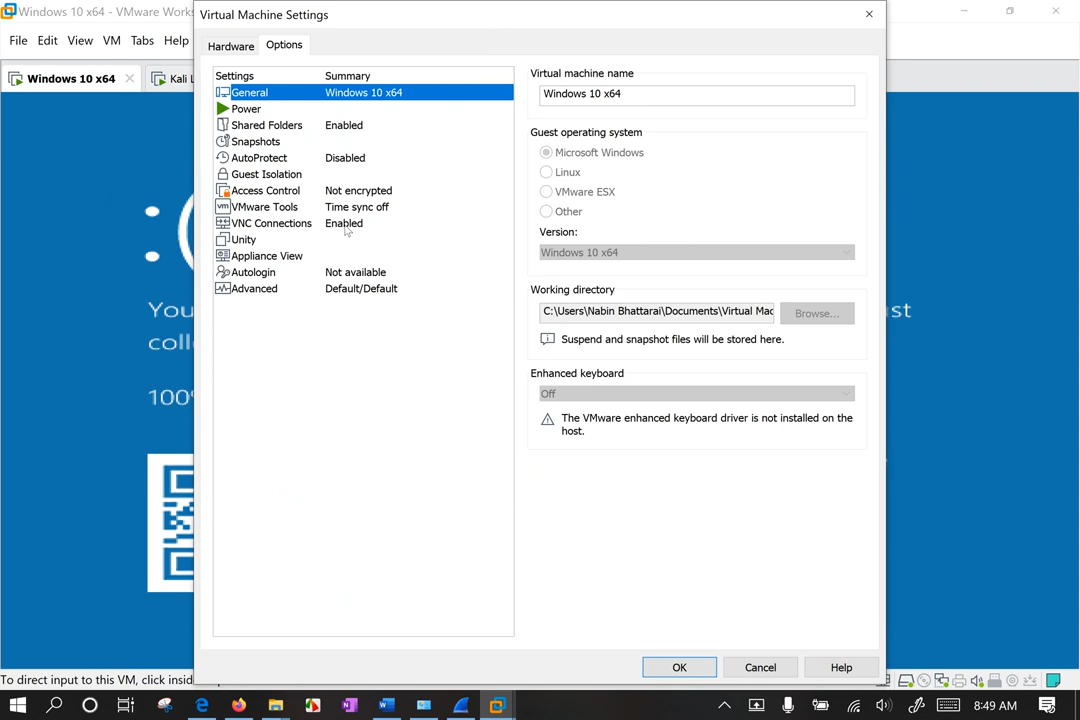 Windows 10 x64 - VMware Works
Virtual Machine Settings
File Edit View VM Tabs Help
Hardware Options
Windows 10 x64
Kali L
Settings Summary
General Windows 10 x64
Power
Shared Folders Enabled
Snapshots
AutoProtect Disabled
Guest Isolation
Access Control Not encrypted
VMware Tools Time sync off
VNC Connections Enabled
Unity
Appliance View
Autologin Not available
Advanced Default/Default
Virtual machine name
Windows 10 x64
Guest operating system
Microsoft Windows
Linux
VMware ESX
Other
Version:
Windows 10 x64
Working directory
C:\Users\Nabin Bhattarai\Documents\Virtual Mac
Browse...
Suspend and snapshot files will be stored here.
Enhanced keyboard
Off
The VMware enhanced keyboard driver is not installed on the
host.
You
ust
coll
100%
OK Cancel Help
To direct input to this VM, click insid
8:49 AM